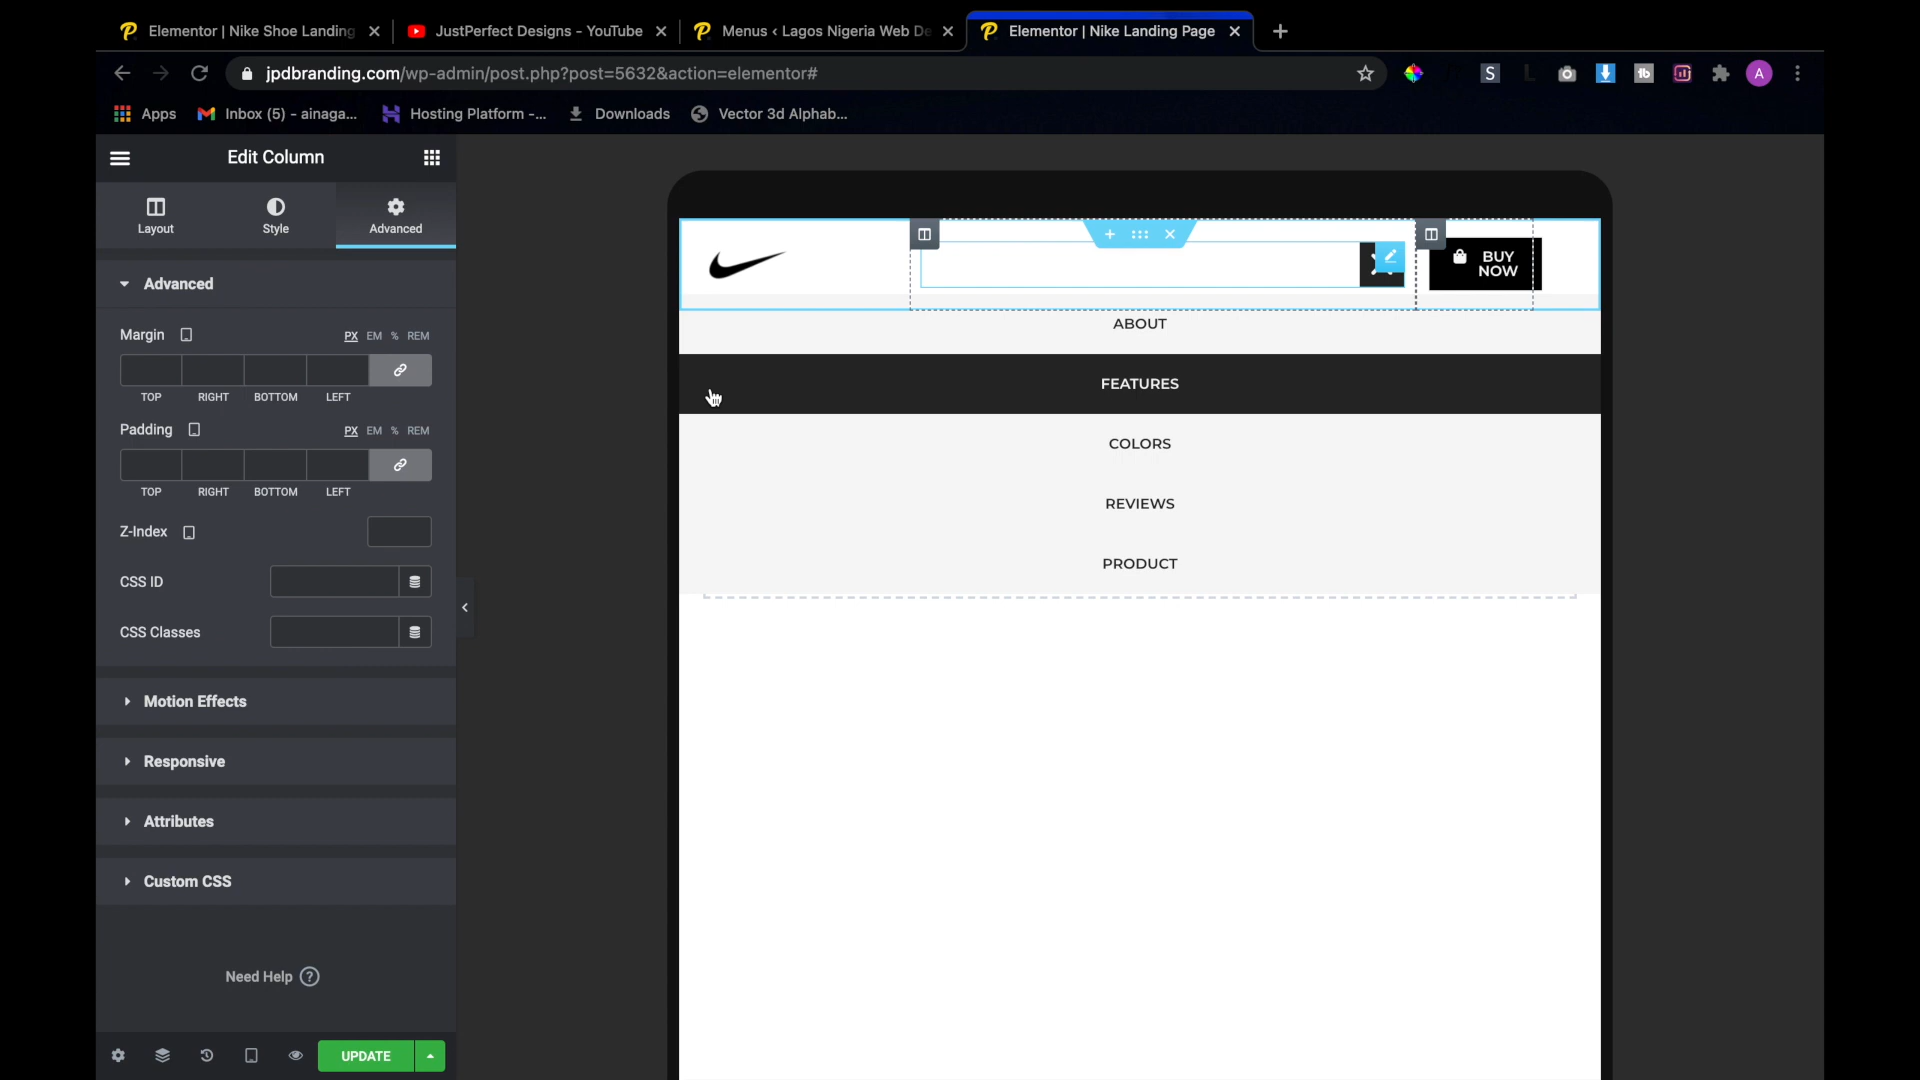 Elementor | Nike Shoe Landing
JustPerfect Designs - YouTube
Menus ‹ Lagos Nigeria Web De
Elementor | Nike Landing Page
jpdbranding.com/wp-admin/post.php?post=5632&action=elementor#
S
L
tb
A
Apps
Inbox (5) - ainaga...
Hosting Platform -...
Downloads
Vector 3d Alphab...
Edit Column
Layout
Style
Advanced
Advanced
Margin
PX EM % REM
TOP RIGHT BOTTOM LEFT
Padding
PX EM % REM
TOP RIGHT BOTTOM LEFT
Z-Index
CSS ID
CSS Classes
Motion Effects
Responsive
Attributes
Custom CSS
Need Help ?
UPDATE
BUY
NOW
ABOUT
FEATURES
COLORS
REVIEWS
PRODUCT